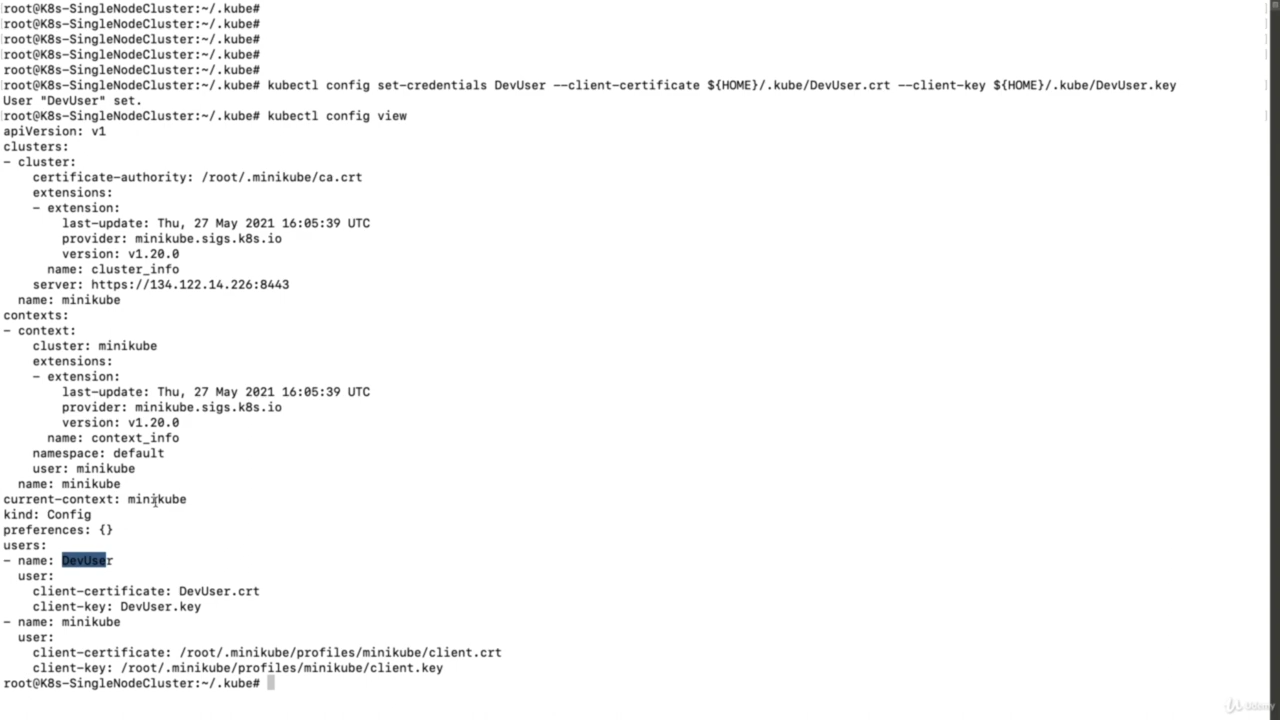 root@K8s-SingleNodeCluster:~/.kube#
root@K8s-SingleNodeCluster:~/.kube#
root@K8s-SingleNodeCluster:~/.kube#
root@K8s-SingleNodeCluster:~/.kube#
root@K8s-SingleNodeCluster:~/.kube#
root@K8s-SingleNodeCluster:~/.kube# kubectl config set-credentials DevUser --client-certificate ${HOME}/.kube/DevUser.crt --client-key ${HOME}/.kube/DevUser.key
User "DevUser" set.
root@K8s-SingleNodeCluster:~/.kube# kubectl config view
apiVersion: v1
clusters:
- cluster:
    certificate-authority: /root/.minikube/ca.crt
    extensions:
    - extension:
        last-update: Thu, 27 May 2021 16:05:39 UTC
        provider: minikube.sigs.k8s.io
        version: v1.20.0
      name: cluster_info
    server: https://134.122.14.226:8443
  name: minikube
contexts:
- context:
    cluster: minikube
    extensions:
    - extension:
        last-update: Thu, 27 May 2021 16:05:39 UTC
        provider: minikube.sigs.k8s.io
        version: v1.20.0
      name: context_info
    namespace: default
    user: minikube
  name: minikube
current-context: minikube
kind: Config
preferences: {}
users:
- name: DevUser
  user:
    client-certificate: DevUser.crt
    client-key: DevUser.key
- name: minikube
  user:
    client-certificate: /root/.minikube/profiles/minikube/client.crt
    client-key: /root/.minikube/profiles/minikube/client.key
root@K8s-SingleNodeCluster:~/.kube#
Udemy